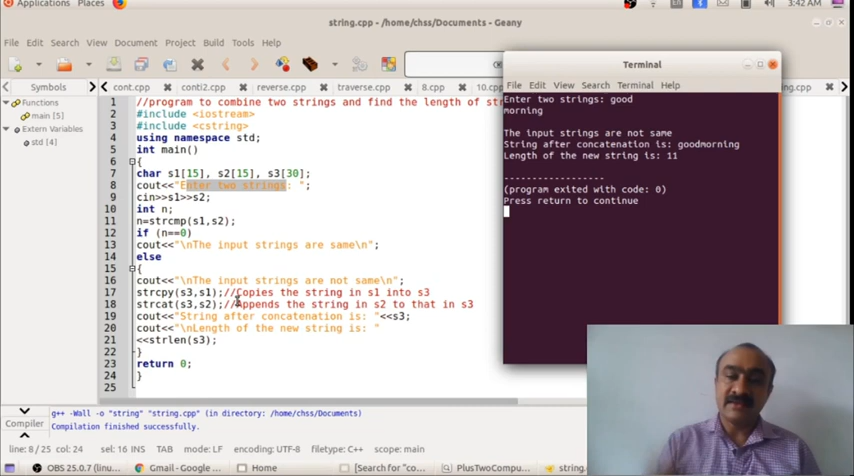 Applications Places 3:42 AM
string.cpp - /home/chss/Documents - Geany
File Edit Search View Document Project Build Tools Help
Symbols
cont.cpp conti2.cpp reverse.cpp traverse.cpp 8.cpp 10.cpp
Functions
main [5]
Extern Variables
std [4]
1 //program to combine two strings and find the length of
2 #include <iostream>
3 #include <cstring>
4 using namespace std;
5 int main()
6 {
7 char s1[15], s2[15], s3[30];
8 cout<<"Enter two strings: ";
9 cin>>s1>>s2;
10 int n;
11 n=strcmp(s1,s2);
12 if (n==0)
13 cout<<"\nThe input strings are same\n";
14 else
15 {
16 cout<<"\nThe input strings are not same\n";
17 strcpy(s3,s1);//Copies the string in s1 into s3
18 strcat(s3,s2);//Appends the string in s2 to that in s3
19 cout<<"String after concatenation is: "<<s3;
20 cout<<"\nLength of the new string is: "
21 <<strlen(s3);
22 }
23 return 0;
24 }
25
Terminal
File Edit View Search Terminal Help
Enter two strings: good
morning
The input strings are not same
String after concatenation is: goodmorning
Length of the new string is: 11
------------------
(program exited with code: 0)
Press return to continue
Compiler
g++ -Wall -o "string" "string.cpp" (in directory: /home/chss/Documents)
Compilation finished successfully.
line: 8 / 25 col: 24 sel: 16 INS TAB mode: LF encoding: UTF-8 filetype: C++ scope: main
OBS 25.0.7 (linu... Gmail - Google ... Home [Search for "co... PlusTwoCompu... string.